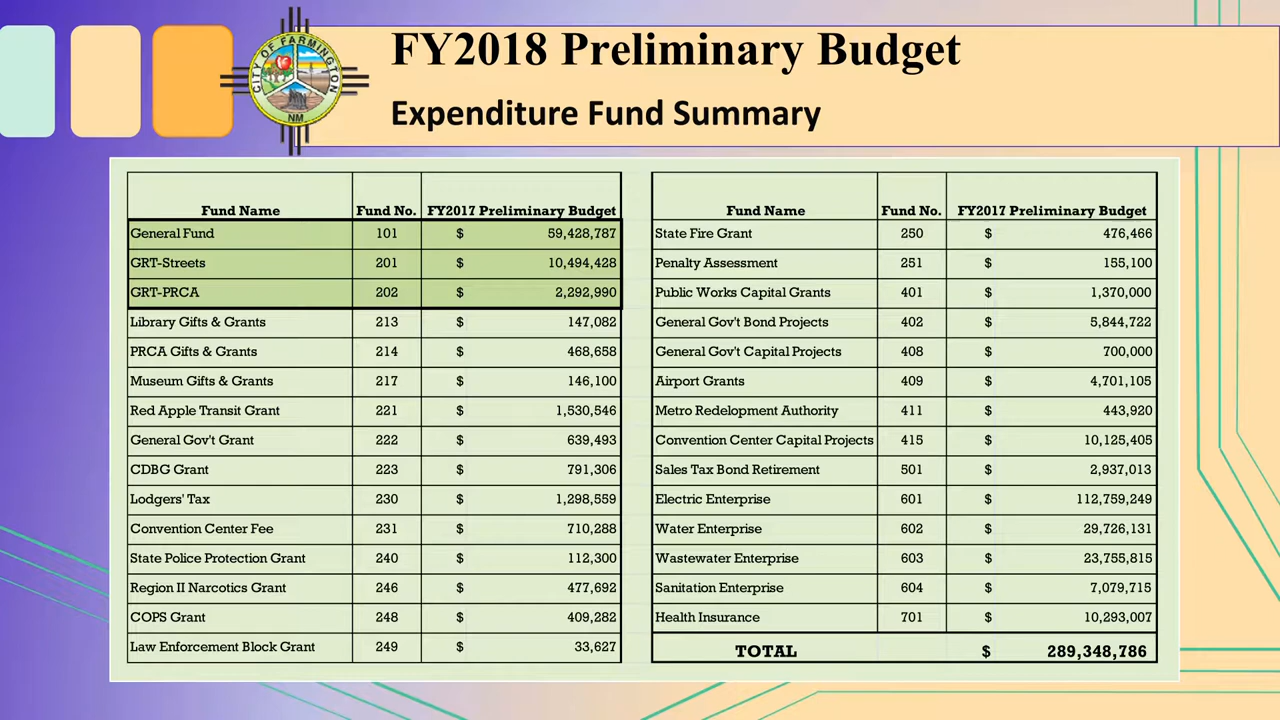 CITY OF FARMINGTON
NM.
FY2018 Preliminary Budget
Expenditure Fund Summary
Fund Name Fund No. FY2017 Preliminary Budget
General Fund 101 $ 59,428,787
GRT-Streets 201 $ 10,494,428
GRT-PRCA 202 $ 2,292,990
Library Gifts & Grants 213 $ 147,082
PRCA Gifts & Grants 214 $ 468,658
Museum Gifts & Grants 217 $ 146,100
Red Apple Transit Grant 221 $ 1,530,546
General Gov't Grant 222 $ 639,493
CDBG Grant 223 $ 791,306
Lodgers' Tax 230 $ 1,298,559
Convention Center Fee 231 $ 710,288
State Police Protection Grant 240 $ 112,300
Region II Narcotics Grant 246 $ 477,692
COPS Grant 248 $ 409,282
Law Enforcement Block Grant 249 $ 33,627
Fund Name Fund No. FY2017 Preliminary Budget
State Fire Grant 250 $ 476,466
Penalty Assessment 251 $ 155,100
Public Works Capital Grants 401 $ 1,370,000
General Gov't Bond Projects 402 $ 5,844,722
General Gov't Capital Projects 408 $ 700,000
Airport Grants 409 $ 4,701,105
Metro Redelopment Authority 411 $ 443,920
Convention Center Capital Projects 415 $ 10,125,405
Sales Tax Bond Retirement 501 $ 2,937,013
Electric Enterprise 601 $ 112,759,249
Water Enterprise 602 $ 29,726,131
Wastewater Enterprise 603 $ 23,755,815
Sanitation Enterprise 604 $ 7,079,715
Health Insurance 701 $ 10,293,007
TOTAL $ 289,348,786